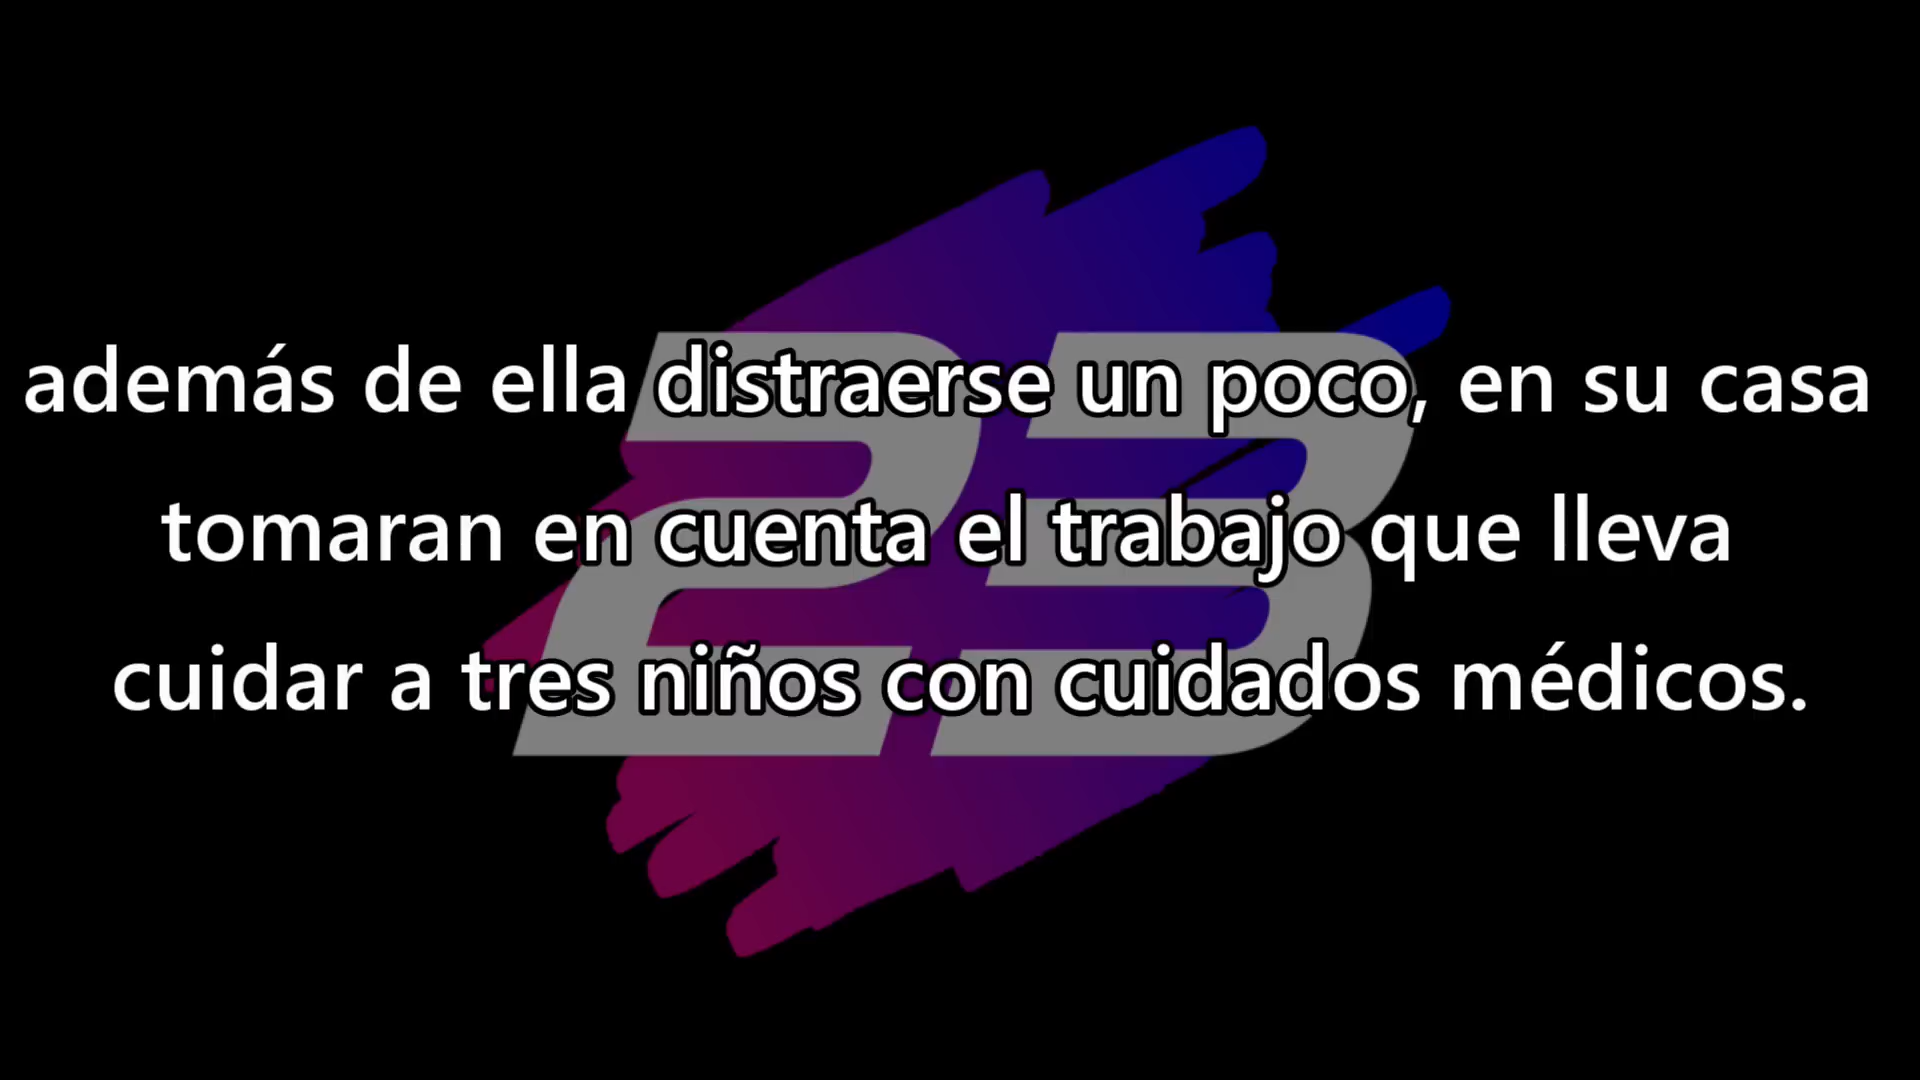 además de ella distraerse un poco, en su casa
tomaran en cuenta el trabajo que lleva
cuidar a tres niños con cuidados médicos.
23